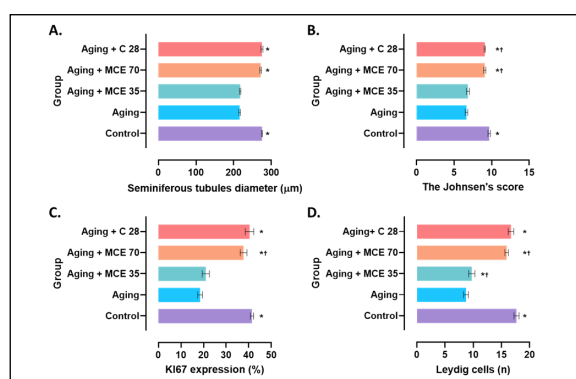 A.
Aging + C 28
*
Aging + MCE 70
*
Aging + MCE 35
Aging
Control
*
Group
0 100 200 300
Seminiferous tubules diameter (μm)
B.
Aging + C 28
*†
Aging + MCE 70
*†
Aging + MCE 35
Aging
Control
*
Group
0 5 10 15
The Johnsen's score
C.
Aging + C 28
*
Aging + MCE 70
*†
Aging + MCE 35
Aging
Control
*
Group
0 10 20 30 40 50
KI67 expression (%)
D.
Aging+ C 28
*
Aging + MCE 70
*†
Aging + MCE 35
*†
Aging
Control
*
Group
0 5 10 15 20
Leydig cells (n)